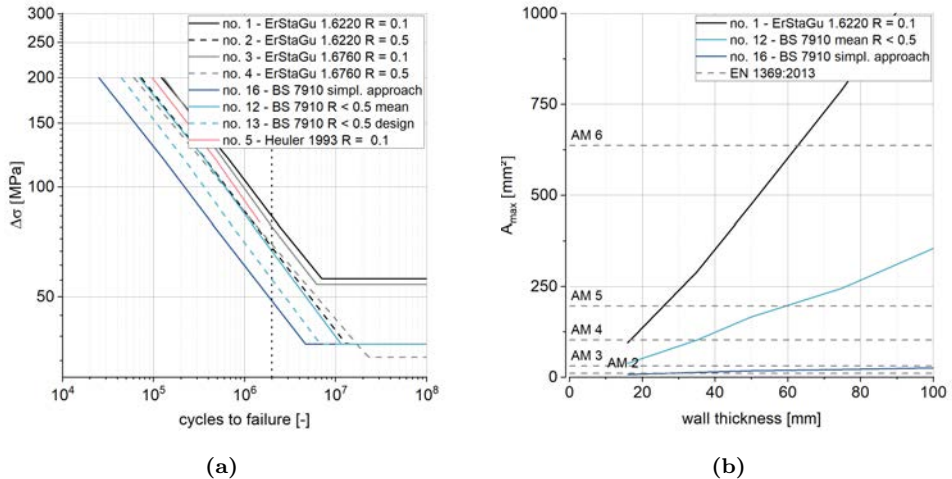 300
200
150
100
50
Δσ [MPa]
10⁴
10⁵
10⁶
10⁷
10⁸
cycles to failure [-]
no. 1 - ErStaGu 1.6220 R = 0.1
no. 2 - ErStaGu 1.6220 R = 0.5
no. 3 - ErStaGu 1.6760 R = 0.1
no. 4 - ErStaGu 1.6760 R = 0.5
no. 16 - BS 7910 simpl. approach
no. 12 - BS 7910 R < 0.5 mean
no. 13 - BS 7910 R < 0.5 design
no. 5 - Heuler 1993 R = 0.1
(a)
1000
750
500
250
0
A_max [mm²]
no. 1 - ErStaGu 1.6220 R = 0.1
no. 12 - BS 7910 mean R < 0.5
no. 16 - BS 7910 simpl. approach
EN 1369:2013
AM 6
AM 5
AM 4
AM 3
AM 2
0 20 40 60 80 100
wall thickness [mm]
(b)